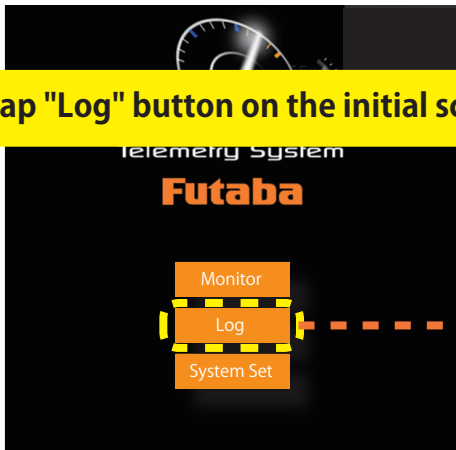 ap "Log" button on the initial sc
Telemetry System
Futaba
Monitor
Log
System Set